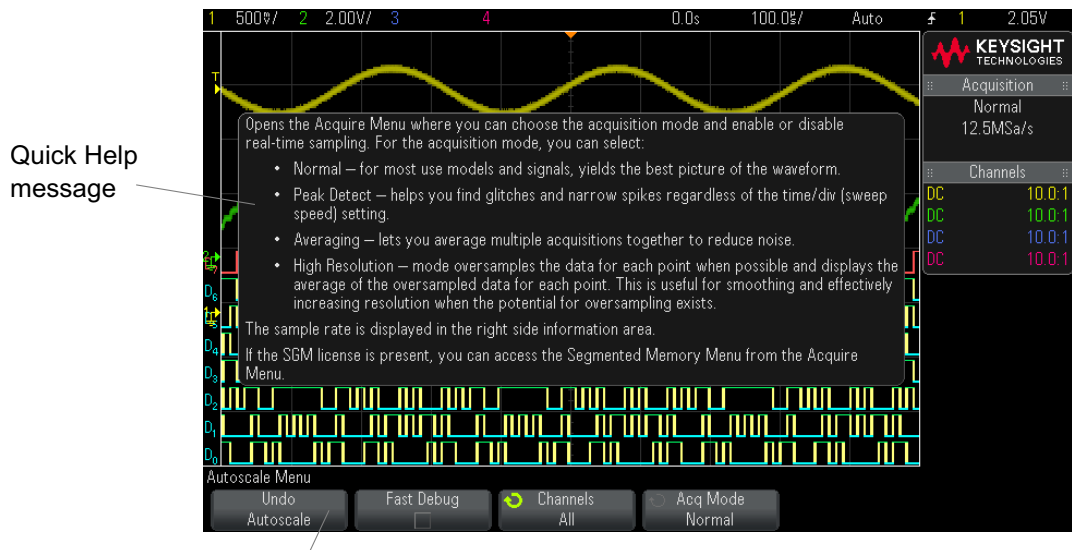 1 500㎷/ 2 2.00V/ 3 4 0.0s 100.0㎲/ Auto 1 2.05V
KEYSIGHT
TECHNOLOGIES
Acquisition
Normal
12.5MSa/s
Channels
DC 10.0:1
DC 10.0:1
DC 10.0:1
DC 10.0:1
Quick Help
message
T
Opens the Acquire Menu where you can choose the acquisition mode and enable or disable
real-time sampling. For the acquisition mode, you can select:
• Normal – for most use models and signals, yields the best picture of the waveform.
• Peak Detect – helps you find glitches and narrow spikes regardless of the time/div (sweep
speed) setting.
• Averaging – lets you average multiple acquisitions together to reduce noise.
• High Resolution – mode oversamples the data for each point when possible and displays the
average of the oversampled data for each point. This is useful for smoothing and effectively
increasing resolution when the potential for oversampling exists.
The sample rate is displayed in the right side information area.
If the SGM license is present, you can access the Segmented Memory Menu from the Acquire
Menu.
D6
D4
D3
D2
D1
D0
Autoscale Menu
Undo
Autoscale
Fast Debug
Channels
All
Acq Mode
Normal